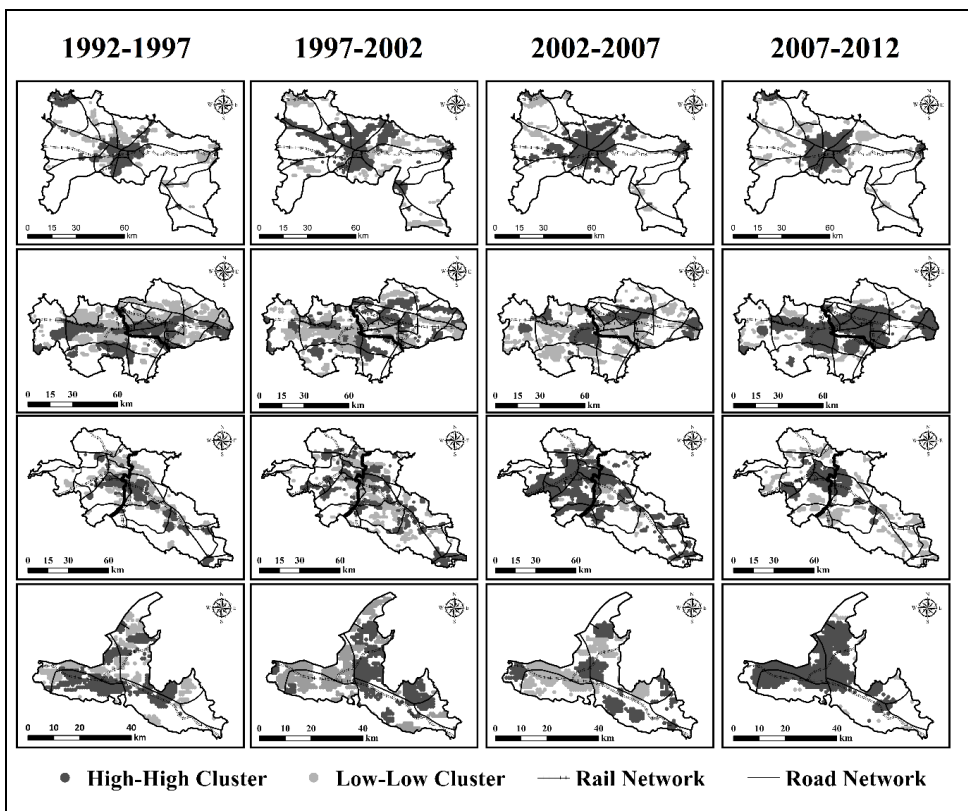 1992-1997 1997-2002 2002-2007 2007-2012
N N N N
W E W E W E W E
S S S S
0 15 30 60 0 15 30 60 0 15 30 60 0 15 30 60
km km km km
N N N N
W E W E W E W E
S S S S
0 15 30 60 0 15 30 60 0 15 30 60 0 15 30 60
km km km km
N N N N
W E W E W E W E
S S S S
0 15 30 60 0 15 30 60 0 15 30 60 0 15 30 60
km km km km
N N N N
W E W E W E W E
S S S S
0 10 20 40 0 10 20 40 0 10 20 40 0 10 20 40
km km km km
High-High Cluster Low-Low Cluster Rail Network Road Network